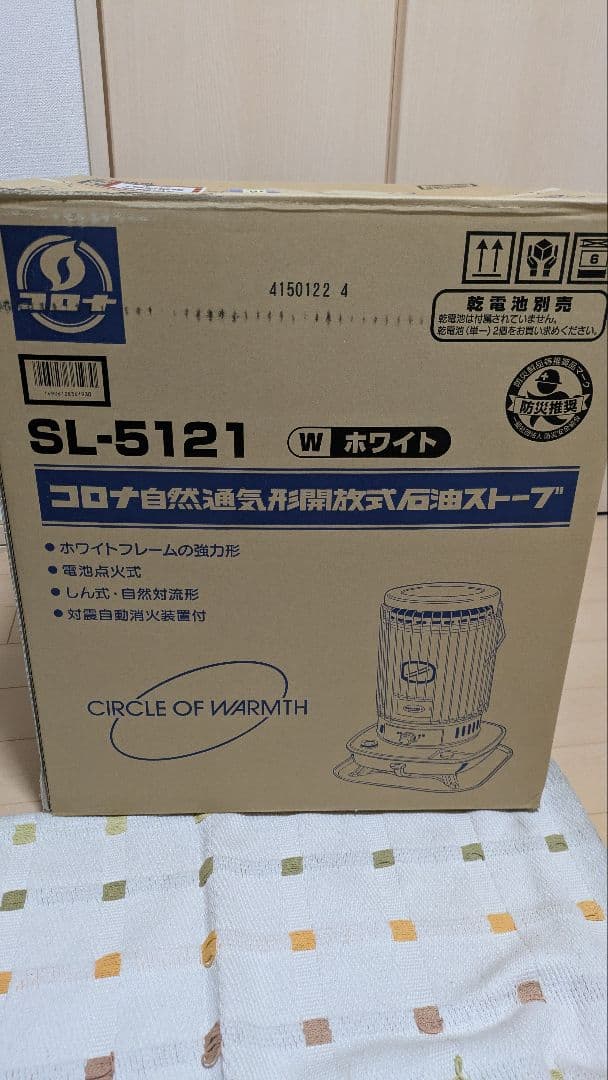 コロナ
4150122 4
6
乾電池別売
乾電池は付属されていません。
乾電池(単一)2個をお買い求めください。
防災推奨
SL-5121 W ホワイト
コロナ自然通気形開放式石油ストーブ
●ホワイトフレームの強力形
●電池点火式
●しん式・自然対流形
●対震自動消火装置付
CIRCLE OF WARMTH